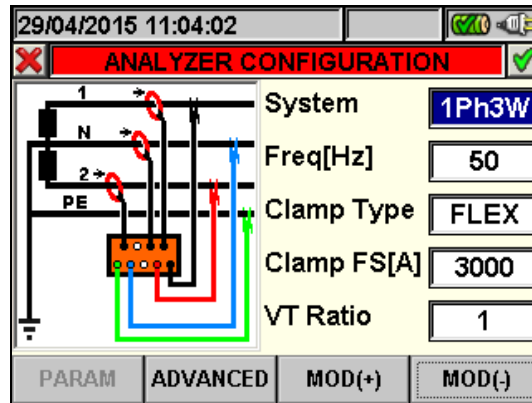 29/04/2015 11:04:02
ANALYZER CONFIGURATION
1
N
2
PE
System 1Ph3W
Freq[Hz] 50
Clamp Type FLEX
Clamp FS[A] 3000
VT Ratio 1
PARAM ADVANCED MOD(+) MOD(-)